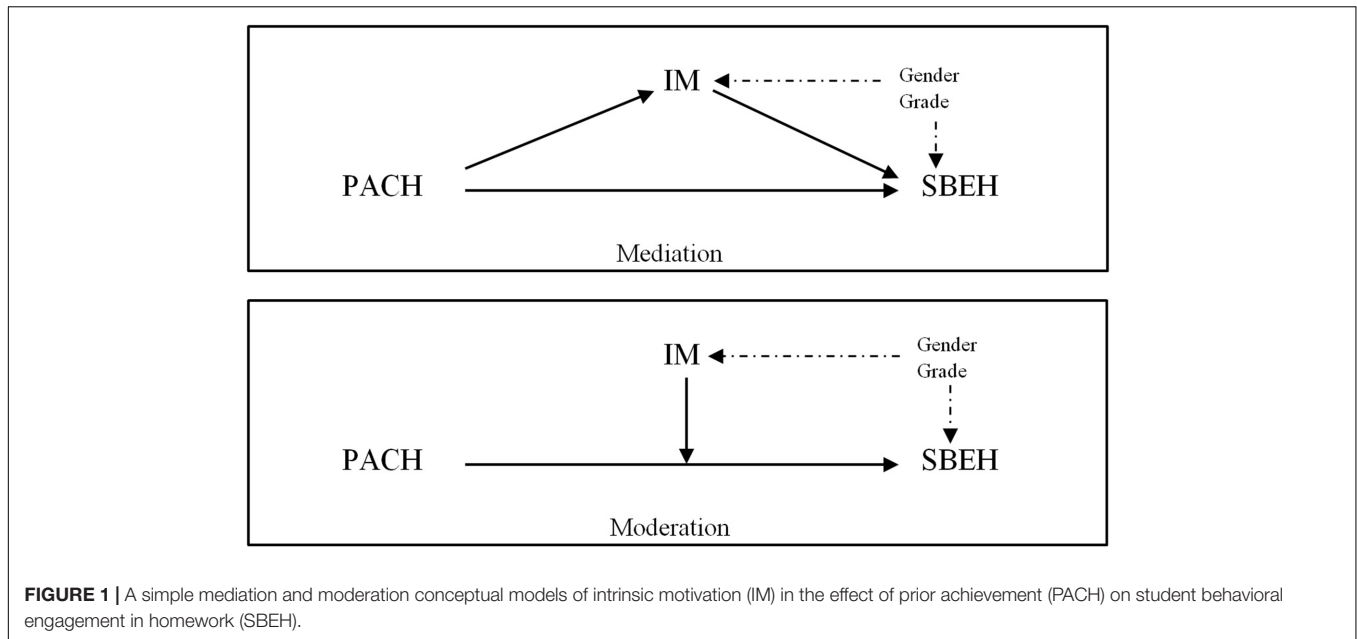 IM
Gender
Grade
PACH
SBEH
Mediation
IM
Gender
Grade
PACH
SBEH
Moderation
FIGURE 1 | A simple mediation and moderation conceptual models of intrinsic motivation (IM) in the effect of prior achievement (PACH) on student behavioral
engagement in homework (SBEH).